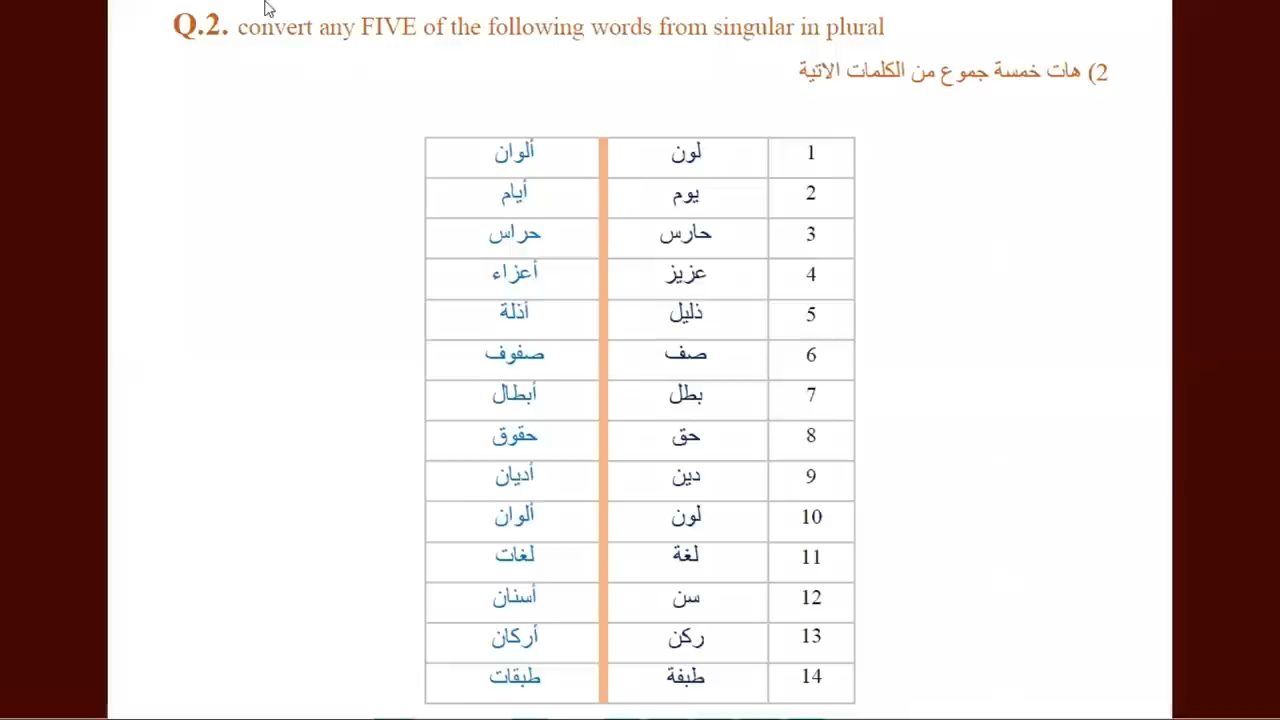 Q.2. convert any FIVE of the following words from singular in plural
2) هات خمسة جموع من الكلمات الاتية
1 لون ألوان
2 يوم أيام
3 حارس حراس
4 عزيز أعزاء
5 ذليل أذلة
6 صف صفوف
7 بطل أبطال
8 حق حقوق
9 دين أديان
10 لون ألوان
11 لغة لغات
12 سن أسنان
13 ركن أركان
14 طبفة طبقات